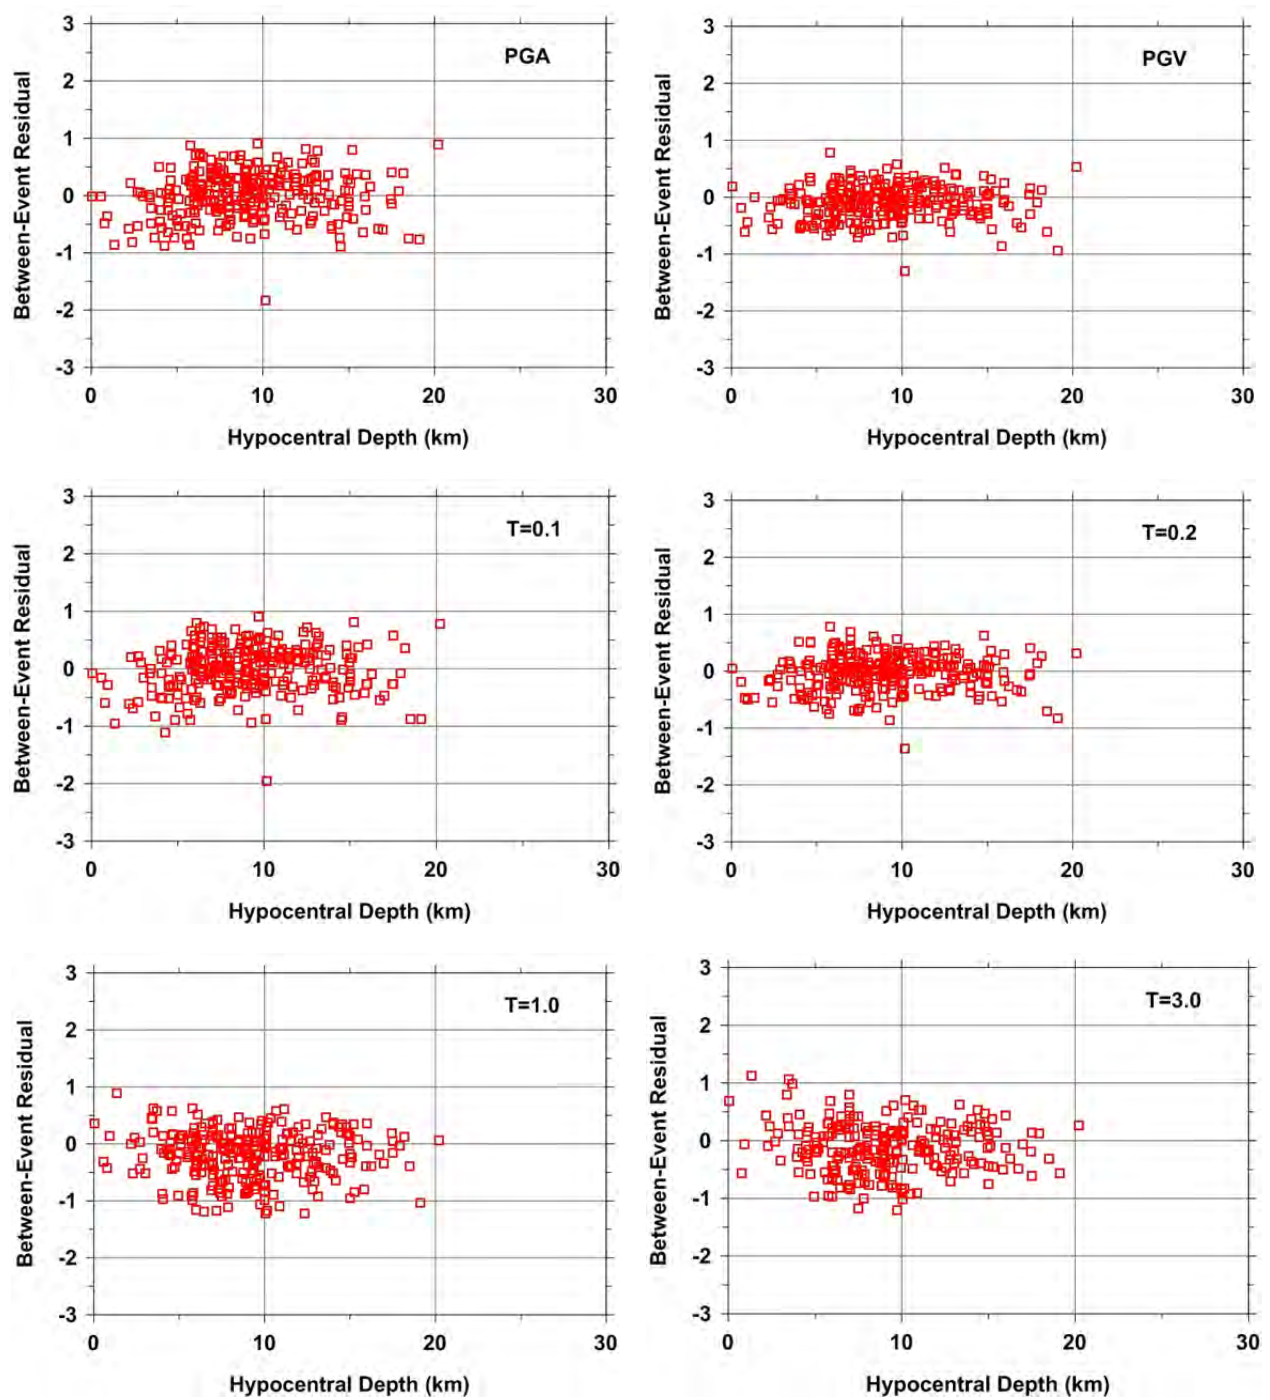 PGA
Between-Event Residual
3
2
1
0
-1
-2
-3
0 10 20 30
Hypocentral Depth (km)
PGV
Between-Event Residual
3
2
1
0
-1
-2
-3
0 10 20 30
Hypocentral Depth (km)
T=0.1
Between-Event Residual
3
2
1
0
-1
-2
-3
0 10 20 30
Hypocentral Depth (km)
T=0.2
Between-Event Residual
3
2
1
0
-1
-2
-3
0 10 20 30
Hypocentral Depth (km)
T=1.0
Between-Event Residual
3
2
1
0
-1
-2
-3
0 10 20 30
Hypocentral Depth (km)
T=3.0
Between-Event Residual
3
2
1
0
-1
-2
-3
0 10 20 30
Hypocentral Depth (km)